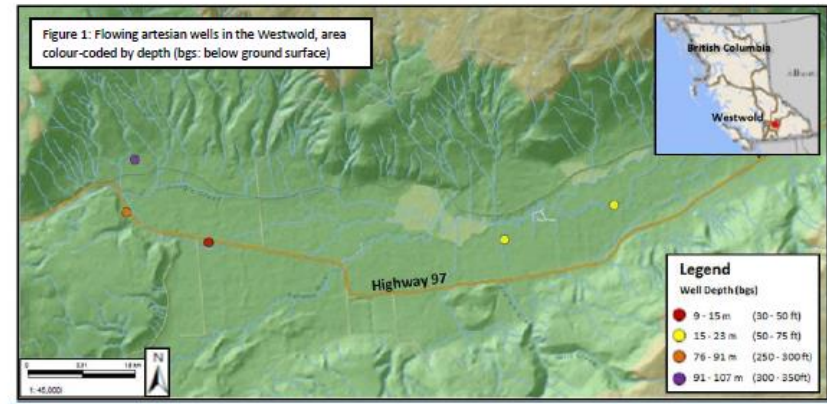 Figure 1: Flowing artesian wells in the Westwold, area
colour-coded by depth (bgs: below ground surface)
British Columbia
Westwold
Highway 97
Legend
Well Depth (bgs)
9 - 15 m (30 - 50 ft)
15 - 23 m (50 - 75 ft)
76 - 91 m (250 - 300 ft)
91 - 107 m (300 - 350ft)
N
1: 45,000